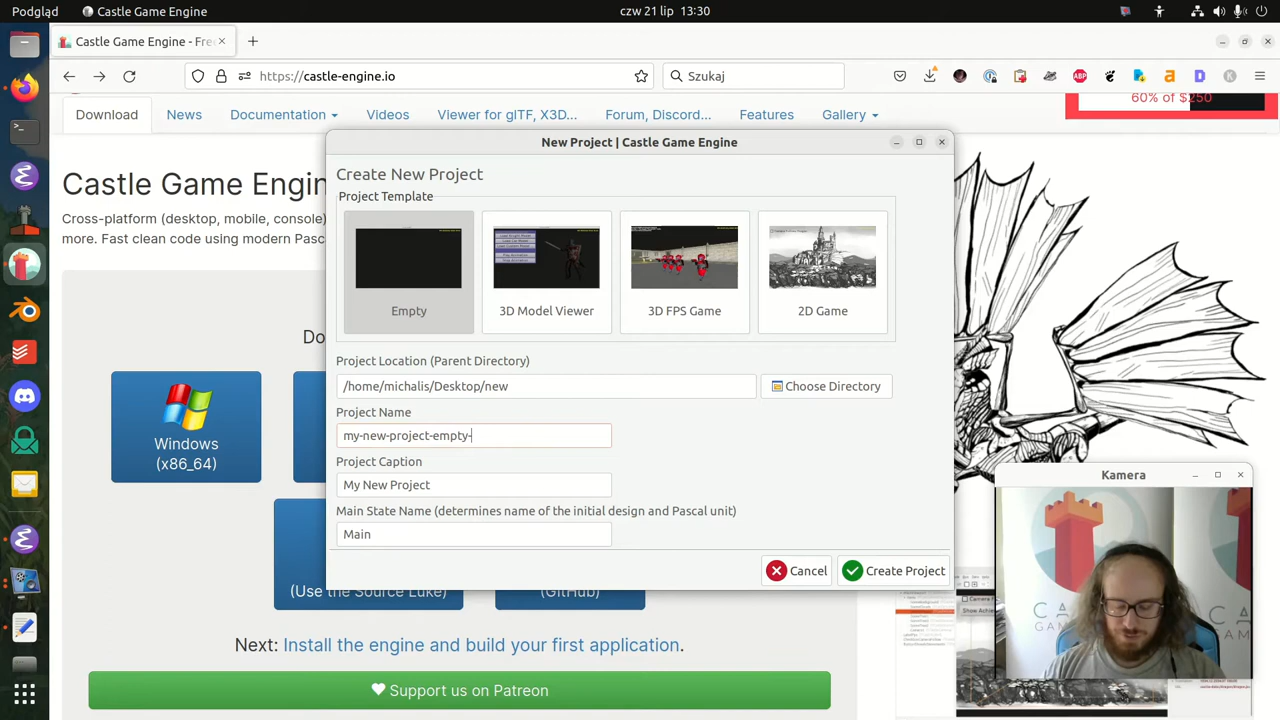 Podgląd
Castle Game Engine
czw 21 lip 13:30
Castle Game Engine - Fre
https://castle-engine.io
Szukaj
60% of $250
Download
News
Documentation
Videos
Viewer for glTF, X3D...
Forum, Discord...
Features
Gallery
New Project | Castle Game Engine
Castle Game Engin
Cross-platform (desktop, mobile, console)
more. Fast clean code using modern Pasc
Create New Project
Project Template
Empty
3D Model Viewer
3D FPS Game
2D Game
Project Location (Parent Directory)
/home/michalis/Desktop/new
Choose Directory
Project Name
my-new-project-empty-
Project Caption
My New Project
Main State Name (determines name of the initial design and Pascal unit)
Main
Cancel
Create Project
Do
Windows
(x86_64)
(Use the Source Luke)
(GitHub)
Next: Install the engine and build your first application.
Support us on Patreon
Kamera